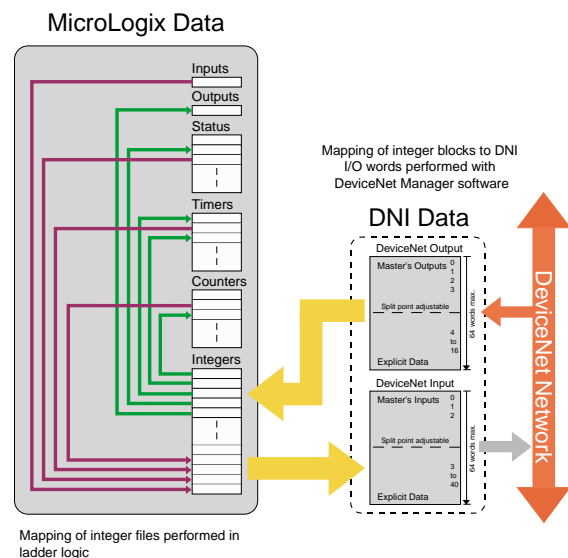 MicroLogix Data
Inputs
Outputs
Status
Timers
Counters
Integers
Mapping of integer files performed in
ladder logic
Mapping of integer blocks to DNI
I/O words performed with
DeviceNet Manager software
DNI Data
DeviceNet Output
Master's Outputs 0
1
2
3
Split point adjustable
4
to
16
Explicit Data
64 words max.
DeviceNet Input
Master's Inputs 0
1
2
Split point adjustable
3
to
40
Explicit Data
64 words max.
DeviceNet Network